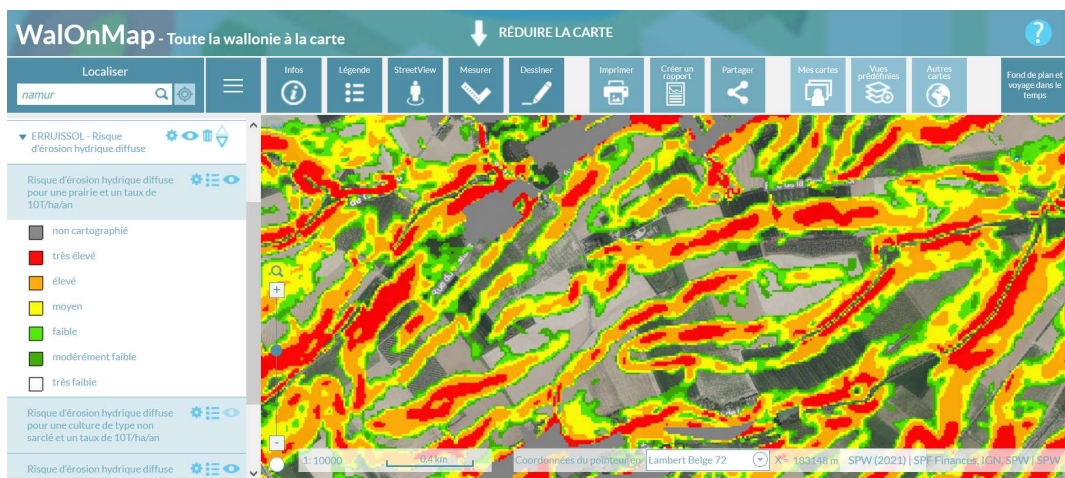 WalOnMap - Toute la wallonie à la carte
RÉDUIRE LA CARTE
?
Localiser
namur
Infos
Légende
StreetView
Mesurer
Dessiner
Imprimer
Créer un
rapport
Partager
Mes cartes
Vues
prédéfinies
Autres
cartes
Fond de plan et
voyage dans le
temps
ERRUISSOL - Risque
d'érosion hydrique diffuse
Risque d'érosion hydrique diffuse
pour une prairie et un taux de
10T/ha/an
non cartographié
très élevé
élevé
moyen
faible
modérément faible
très faible
Risque d'érosion hydrique diffuse
pour une culture de type non
sarclé et un taux de 10T/ha/an
Risque d'érosion hydrique diffuse
+
-
1: 10000
0,4 km
Coordonnées du pointeur en
Lambert Belge 72
X = 183148 m
SPW (2021) | SPF Finances, IGN, SPW | SPW